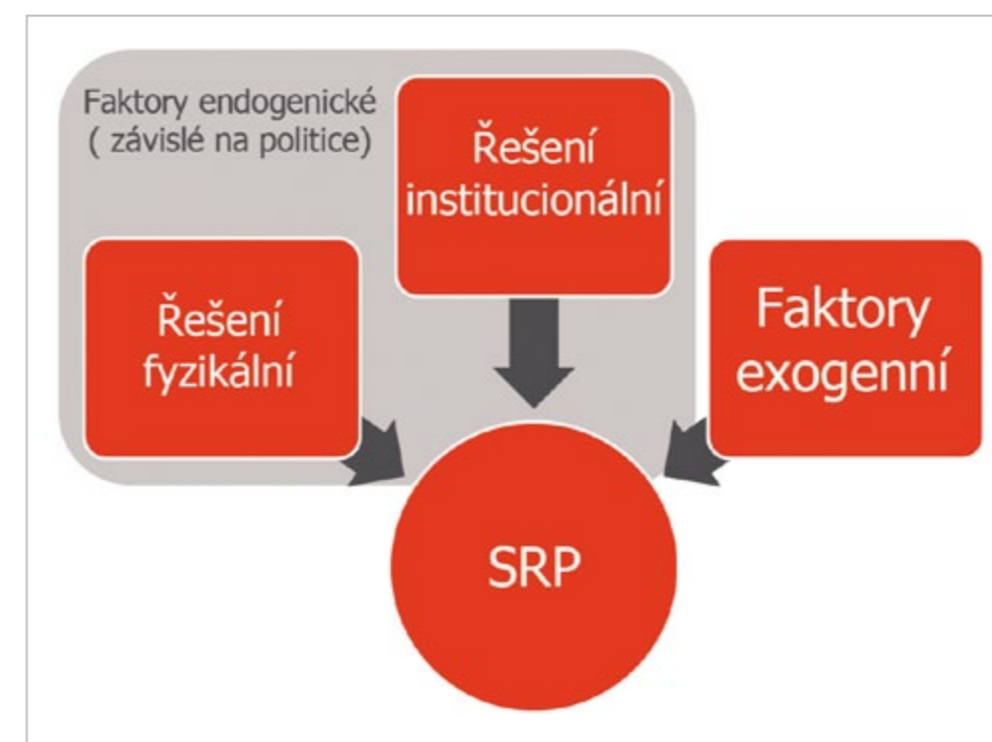 Faktory endogenické
( závislé na politice)
Řešení
institucionální
Řešení
fyzikální
Faktory
exogenní
SRP